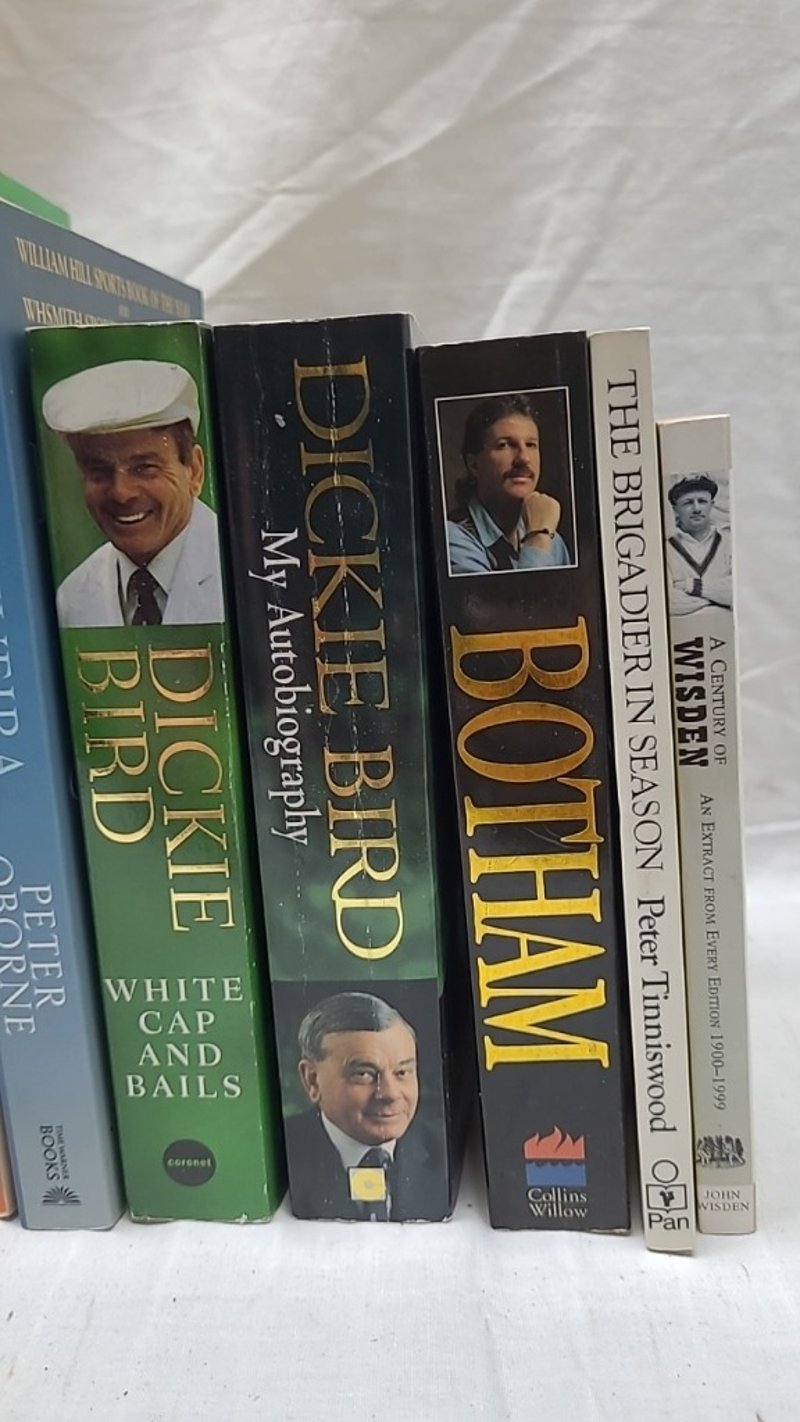 WILLIAM HILL SPORTS BOOK OF THE YEAR
WHSMITH
PETER
OBORNE
TIME WARNER
BOOKS
DICKIE
BIRD
WHITE
CAP
AND
BAILS
coronet
DICKIE BIRD
My Autobiography
BOTHAM
Collins
Willow
THE BRIGADIER IN SEASON Peter Tinniswood
Pan
A CENTURY OF
WISDEN
AN EXTRACT FROM EVERY EDITION 1900-1999
JOHN
WISDEN